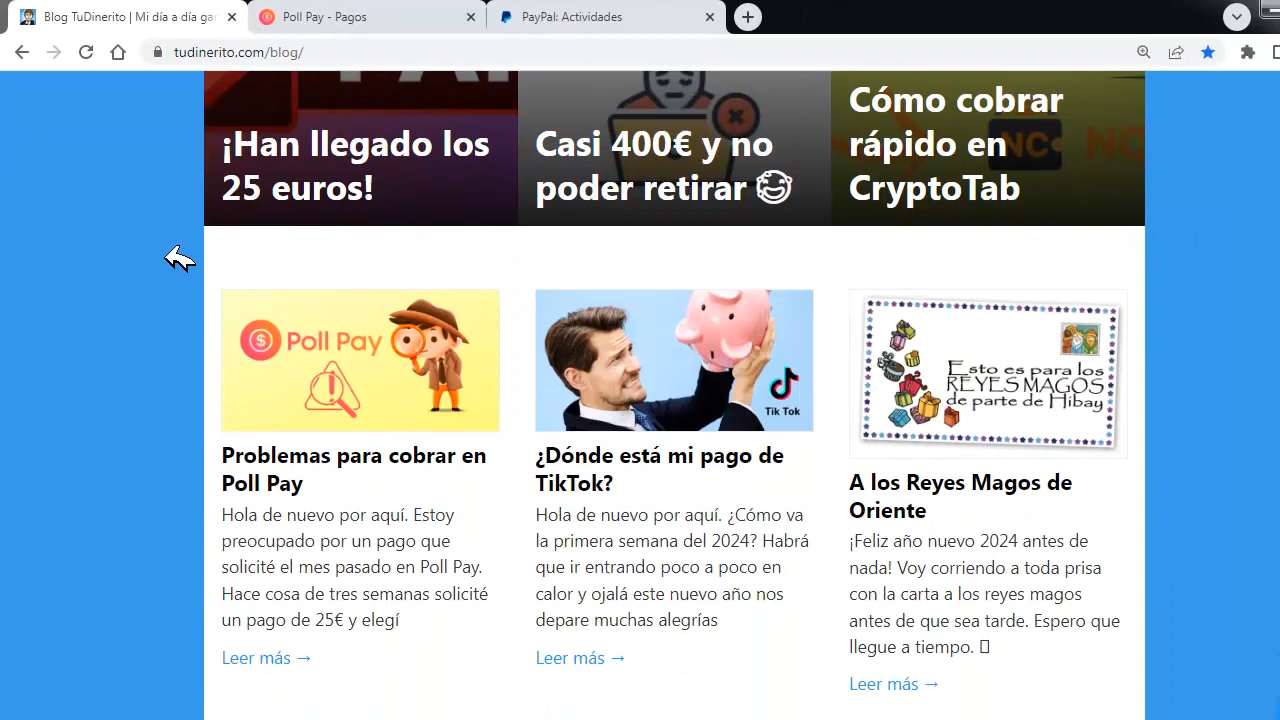 Blog TuDinerito | Mi día a día gan
Poll Pay - Pagos
PayPal: Actividades
tudinerito.com/blog/
¡Han llegado los
25 euros!
Casi 400€ y no
poder retirar 😅
NC
NC
Cómo cobrar
rápido en
CryptoTab
$ Poll Pay
Tik Tok
Esto es para los
REYES MAGOS
de parte de Hibay
Problemas para cobrar en
Poll Pay
Hola de nuevo por aquí. Estoy
preocupado por un pago que
solicité el mes pasado en Poll Pay.
Hace cosa de tres semanas solicité
un pago de 25€ y elegí
Leer más →
¿Dónde está mi pago de
TikTok?
Hola de nuevo por aquí. ¿Cómo va
la primera semana del 2024? Habrá
que ir entrando poco a poco en
calor y ojalá este nuevo año nos
depare muchas alegrías
Leer más →
A los Reyes Magos de
Oriente
¡Feliz año nuevo 2024 antes de
nada! Voy corriendo a toda prisa
con la carta a los reyes magos
antes de que sea tarde. Espero que
llegue a tiempo. 
Leer más →